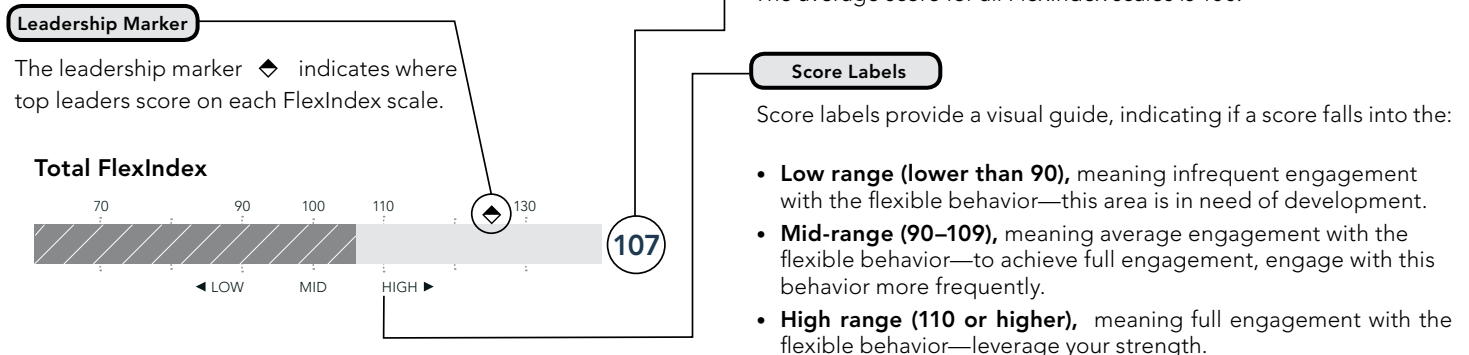 The average score for all FlexIndex scales is 100.
Leadership Marker
The leadership marker indicates where
top leaders score on each FlexIndex scale.
Total FlexIndex
70 90 100 110 130
107
◄ LOW MID HIGH ►
Score Labels
Score labels provide a visual guide, indicating if a score falls into the:
• Low range (lower than 90), meaning infrequent engagement
with the flexible behavior—this area is in need of development.
• Mid-range (90–109), meaning average engagement with the
flexible behavior—to achieve full engagement, engage with this
behavior more frequently.
• High range (110 or higher), meaning full engagement with the
flexible behavior—leverage your strength.